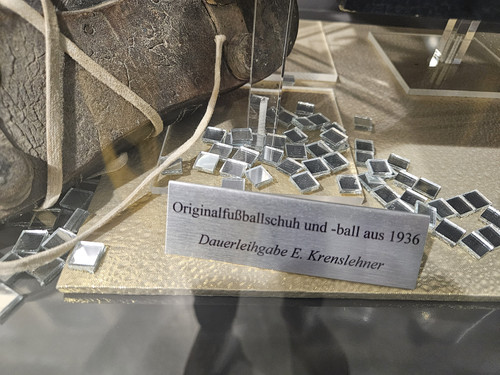 Originalfußballschuh und -ball aus 1936
Dauerleihgabe E. Krenslehner